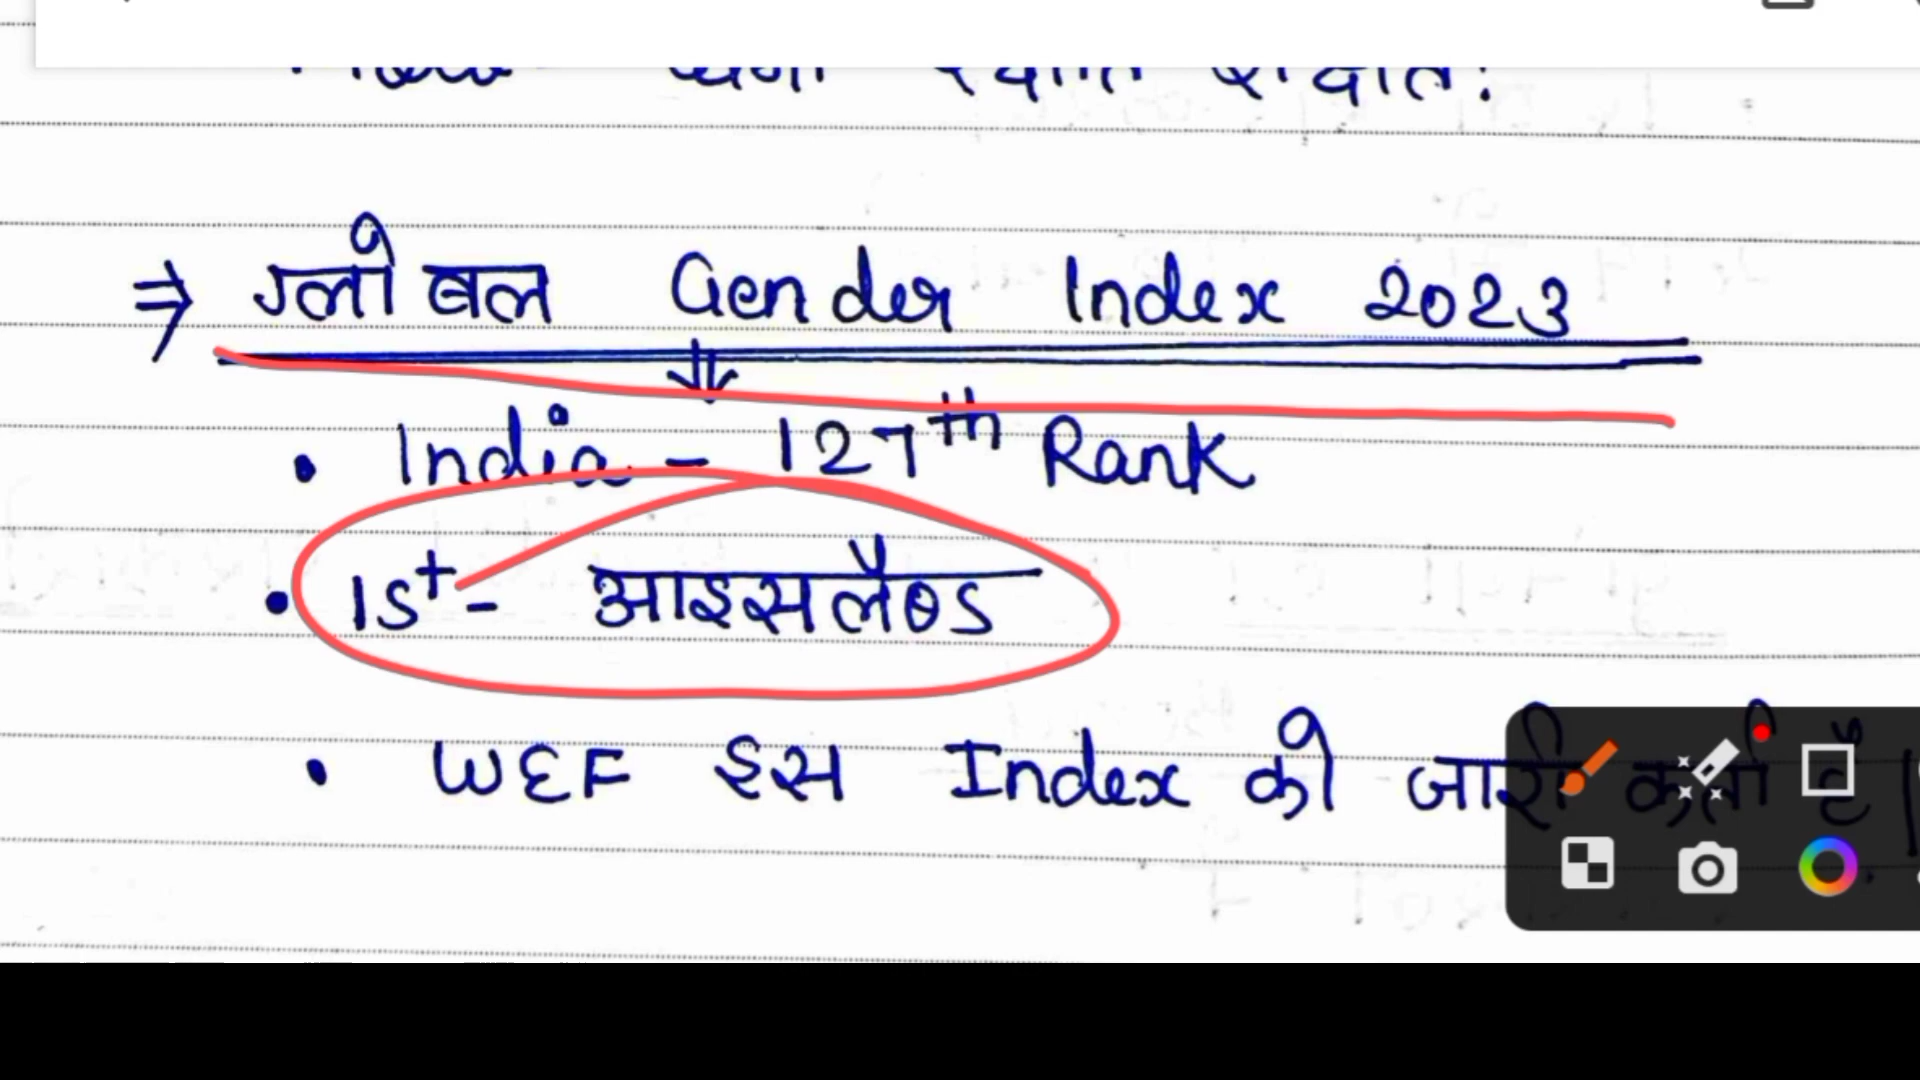 ⇒ ग्लोबल Gender Index 2023
• India - 127th Rank
• 1st - आइसलैण्ड
• WEF इस Index को जारी करती है |